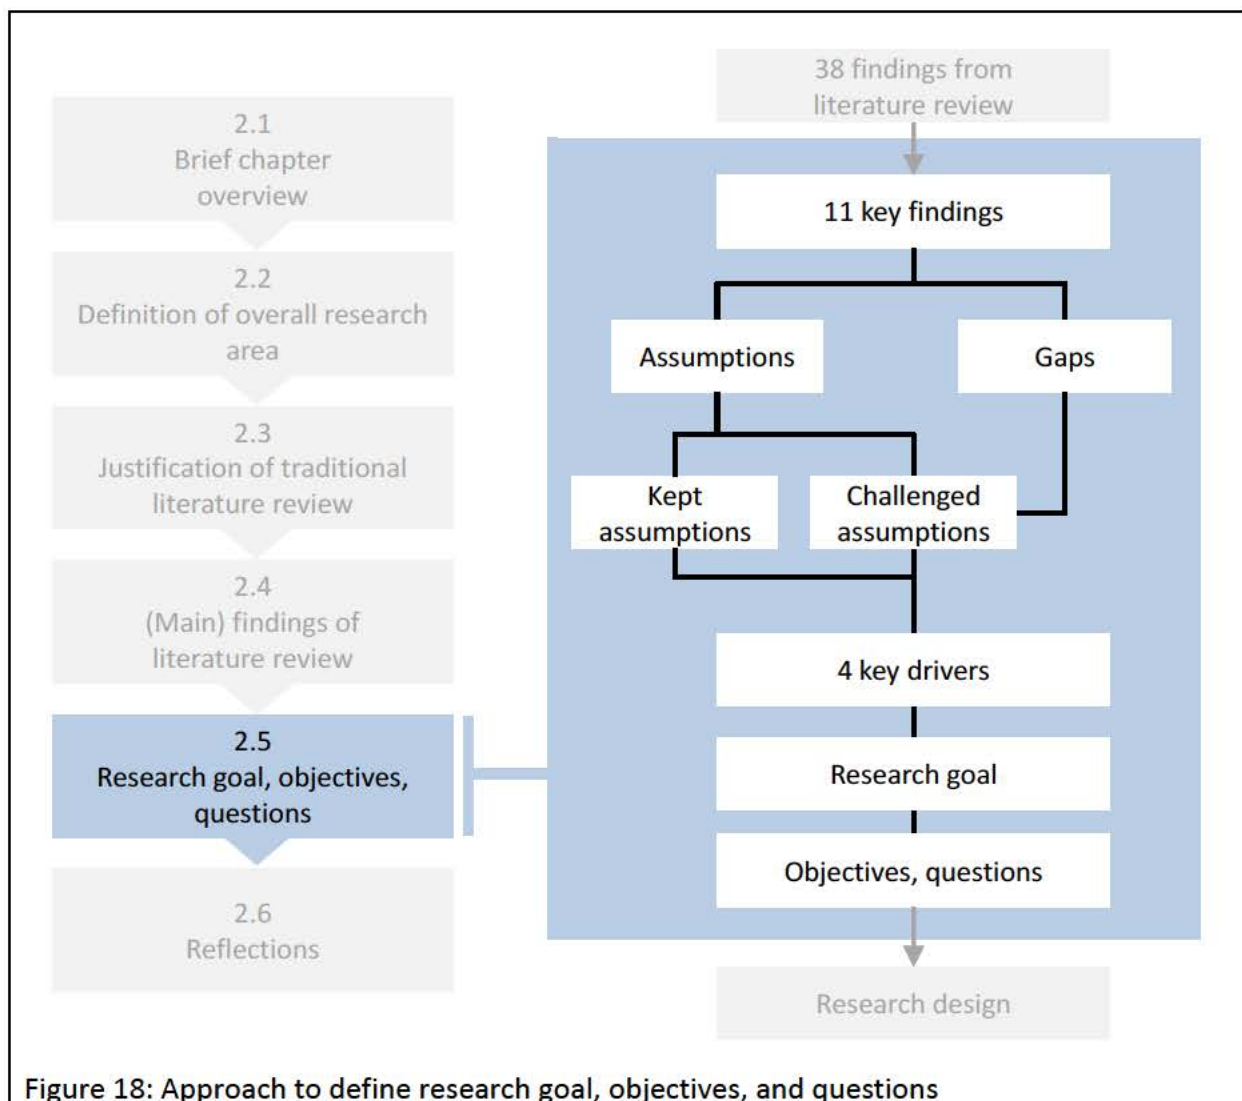 2.1
Brief chapter
overview
2.2
Definition of overall research
area
2.3
Justification of traditional
literature review
2.4
(Main) findings of
literature review
2.5
Research goal, objectives,
questions
2.6
Reflections
38 findings from
literature review
11 key findings
Assumptions
Gaps
Kept
assumptions
Challenged
assumptions
4 key drivers
Research goal
Objectives, questions
Research design
Figure 18: Approach to define research goal, objectives, and questions